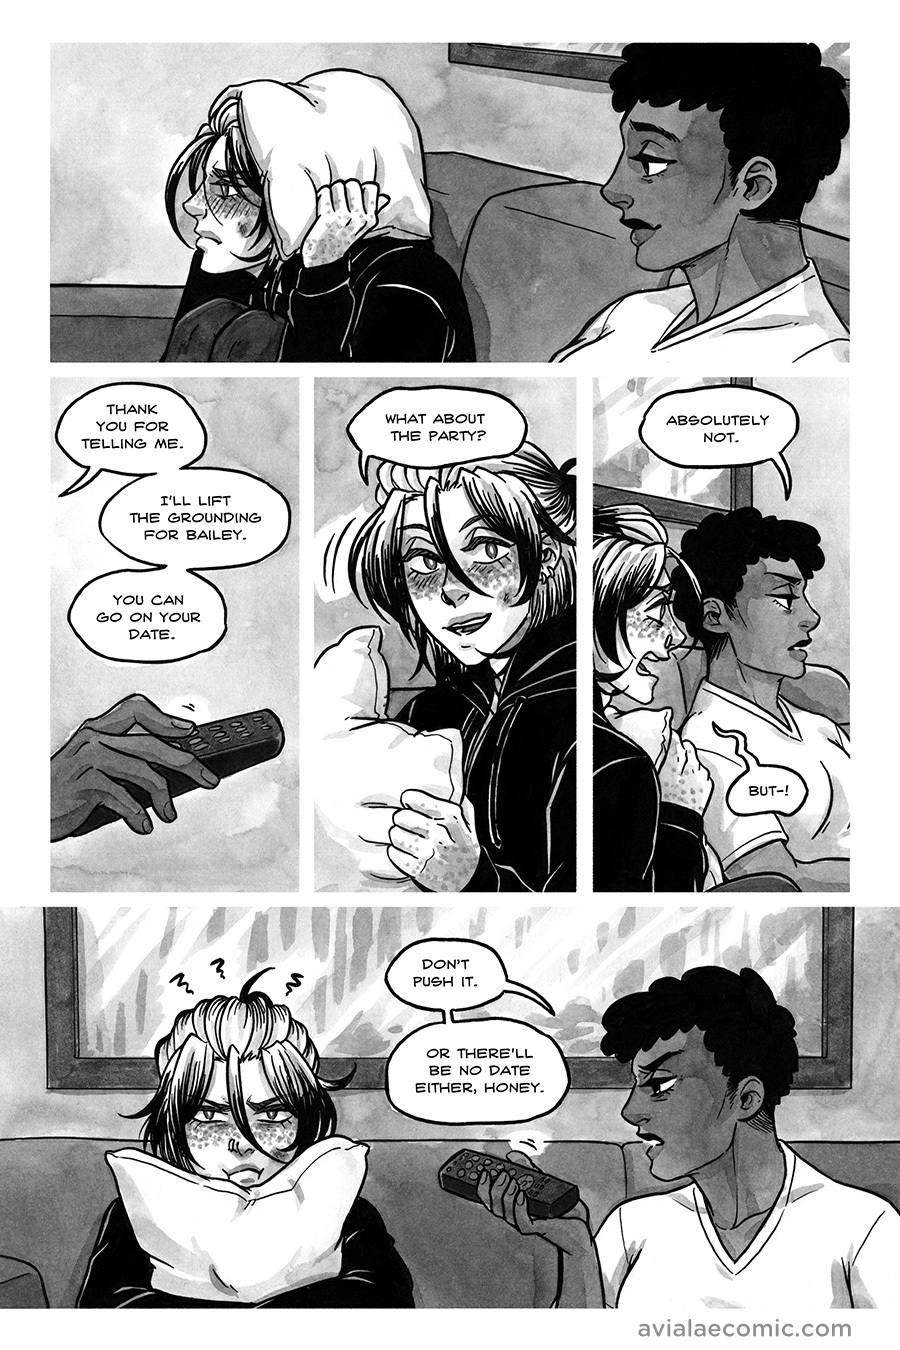 THANK
YOU FOR
TELLING ME.
I'LL LIFT
THE GROUNDING
FOR BAILEY.
YOU CAN
GO ON YOUR
DATE.
WHAT ABOUT
THE PARTY?
ABSOLUTELY
NOT.
BUT-!
DON'T
PUSH IT.
OR THERE'LL
BE NO DATE
EITHER, HONEY.
avialaecomic.com